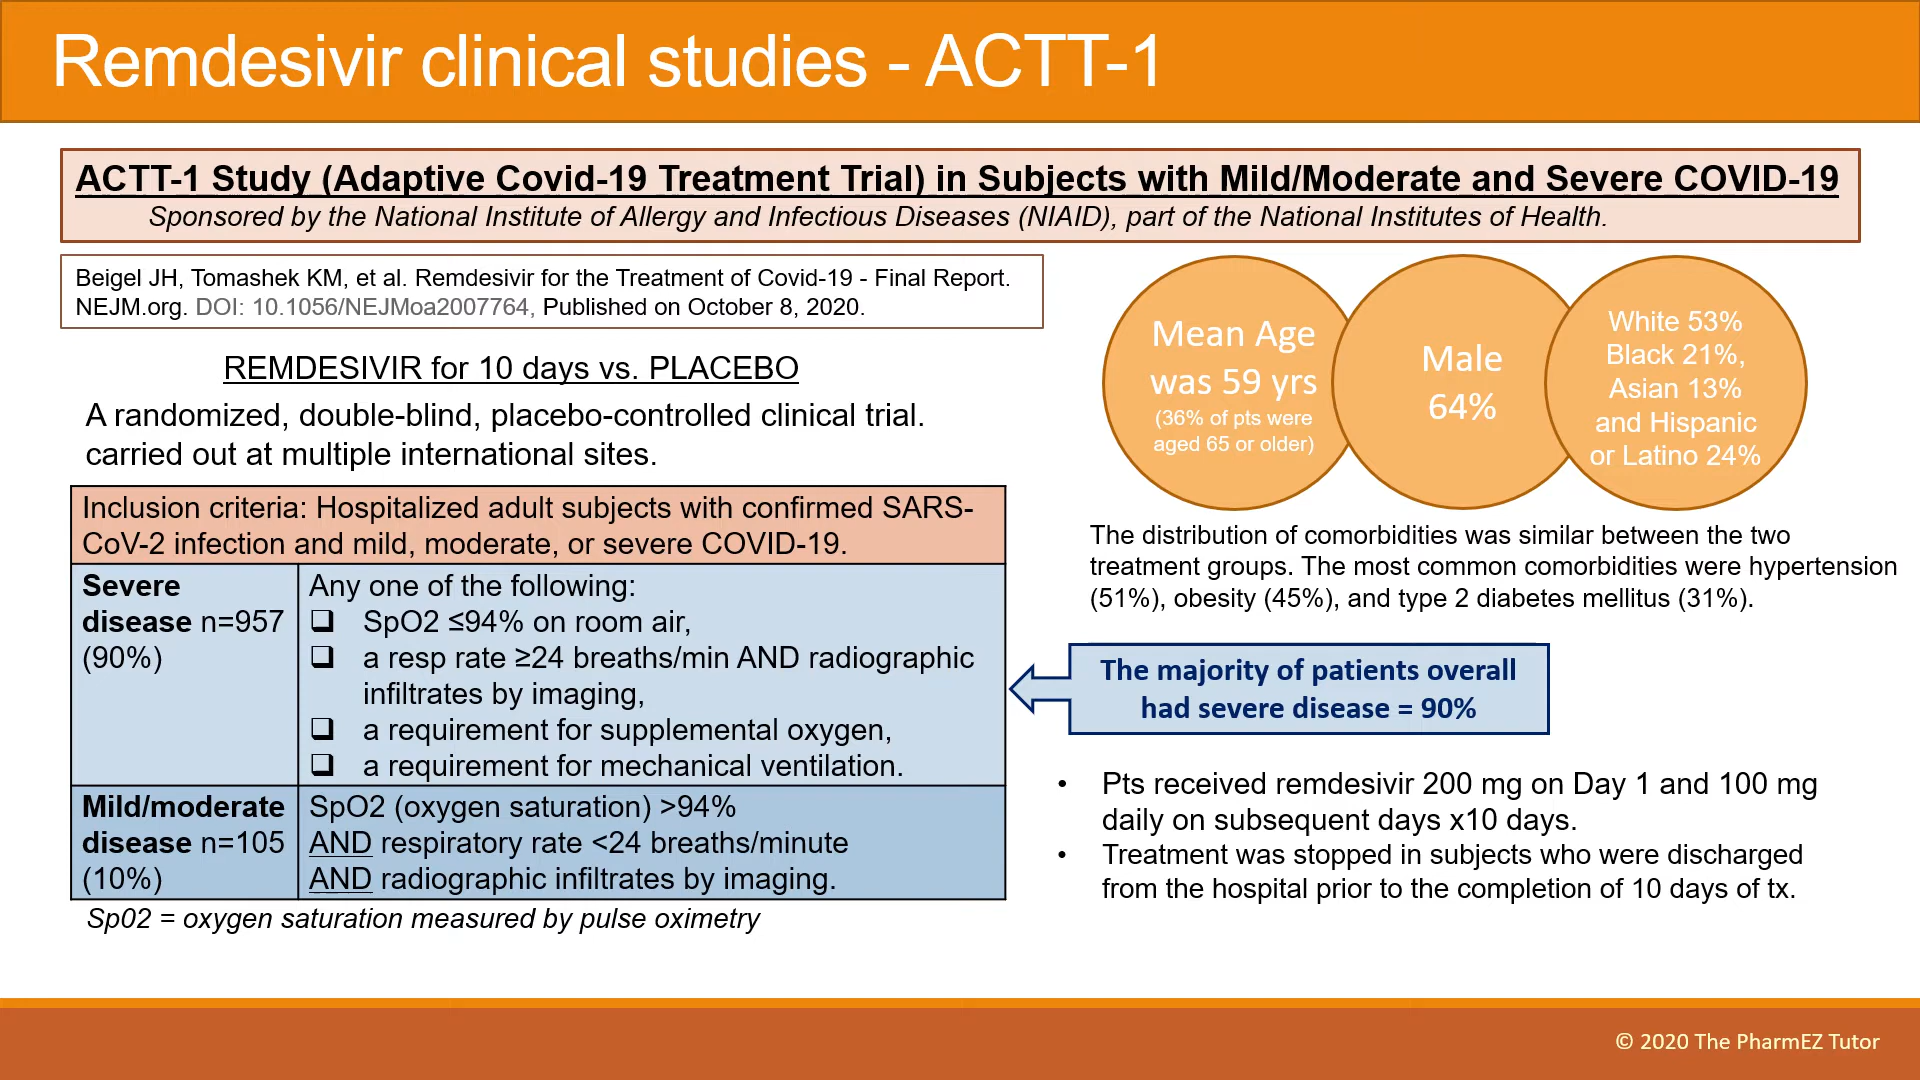 Remdesivir clinical studies - ACTT-1
ACTT-1 Study (Adaptive Covid-19 Treatment Trial) in Subjects with Mild/Moderate and Severe COVID-19
Sponsored by the National Institute of Allergy and Infectious Diseases (NIAID), part of the National Institutes of Health.
Beigel JH, Tomashek KM, et al. Remdesivir for the Treatment of Covid-19 - Final Report.
NEJM.org. DOI: 10.1056/NEJMoa2007764, Published on October 8, 2020.
REMDESIVIR for 10 days vs. PLACEBO
A randomized, double-blind, placebo-controlled clinical trial.
carried out at multiple international sites.
Inclusion criteria: Hospitalized adult subjects with confirmed SARS-
CoV-2 infection and mild, moderate, or severe COVID-19.
Severe
disease n=957
(90%)
Any one of the following:
❑ SpO2 ≤94% on room air,
❑ a resp rate ≥24 breaths/min AND radiographic
infiltrates by imaging,
❑ a requirement for supplemental oxygen,
❑ a requirement for mechanical ventilation.
Mild/moderate
disease n=105
(10%)
SpO2 (oxygen saturation) >94%
AND respiratory rate <24 breaths/minute
AND radiographic infiltrates by imaging.
Sp02 = oxygen saturation measured by pulse oximetry
Mean Age
was 59 yrs
(36% of pts were
aged 65 or older)
Male
64%
White 53%
Black 21%,
Asian 13%
and Hispanic
or Latino 24%
The distribution of comorbidities was similar between the two
treatment groups. The most common comorbidities were hypertension
(51%), obesity (45%), and type 2 diabetes mellitus (31%).
The majority of patients overall
had severe disease = 90%
• Pts received remdesivir 200 mg on Day 1 and 100 mg
daily on subsequent days x10 days.
• Treatment was stopped in subjects who were discharged
from the hospital prior to the completion of 10 days of tx.
© 2020 The PharmEZ Tutor